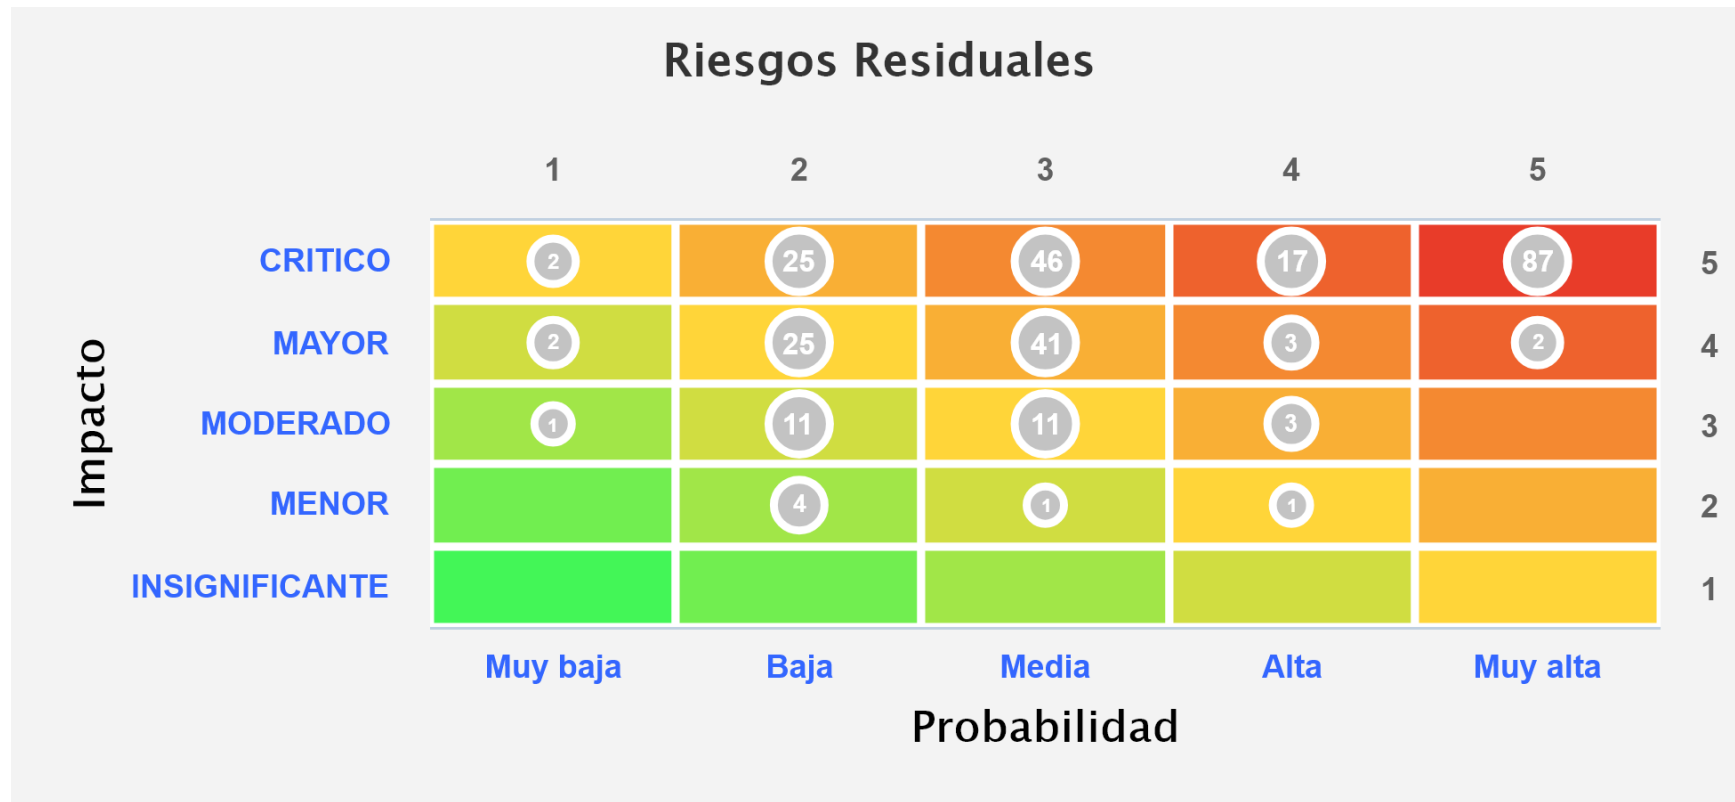 Riesgos Residuales
1 2 3 4 5
CRITICO 2 25 46 17 87 5
MAYOR 2 25 41 3 2 4
MODERADO 1 11 11 3 3
MENOR 4 1 1 2
INSIGNIFICANTE 1
Impacto
Muy baja Baja Media Alta Muy alta
Probabilidad